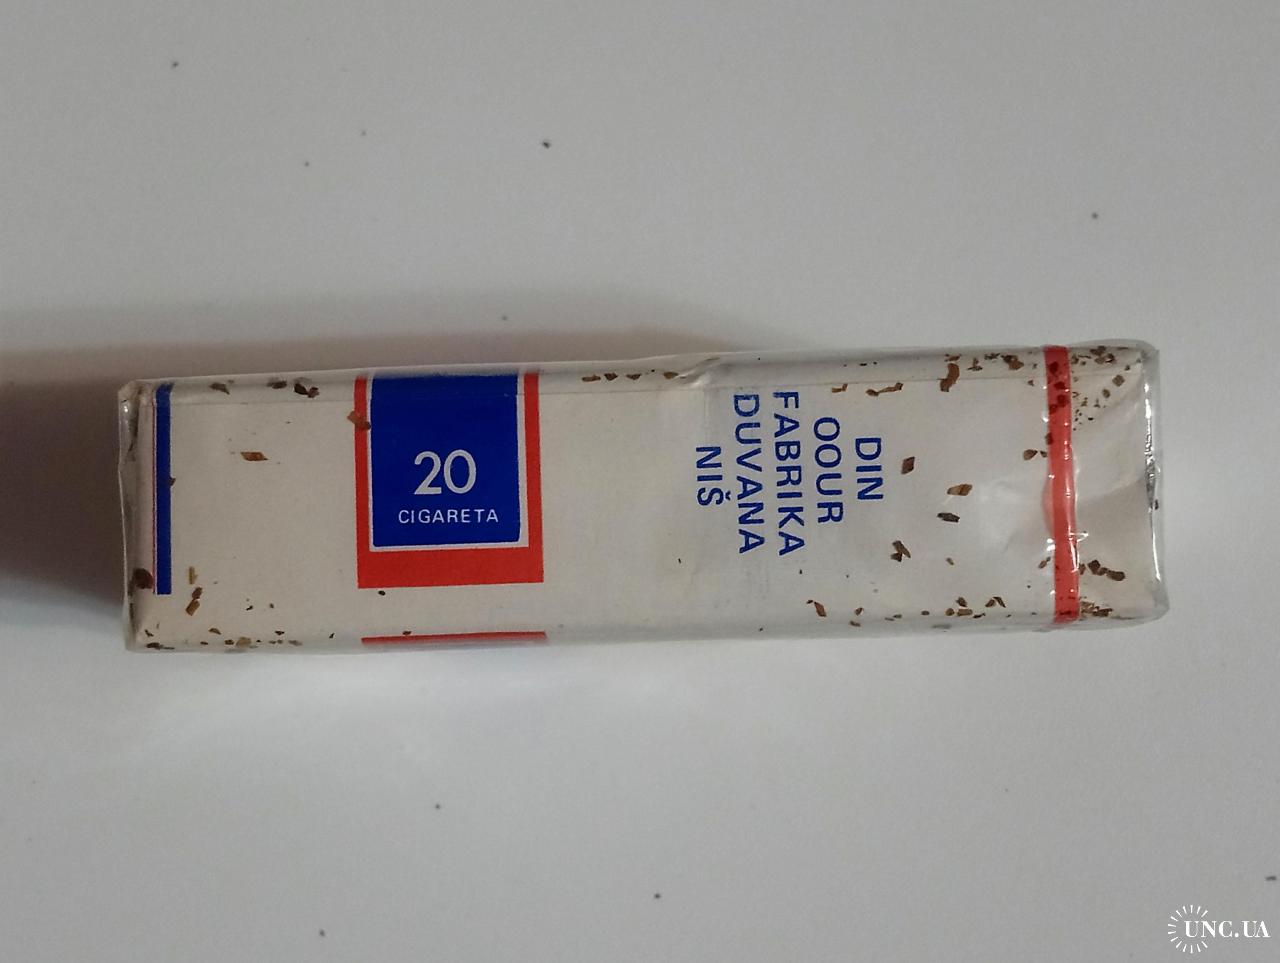 20
CIGARETA
DIN
OOUR
FABRIKA
DUVANA
NIŠ
UNC.UA